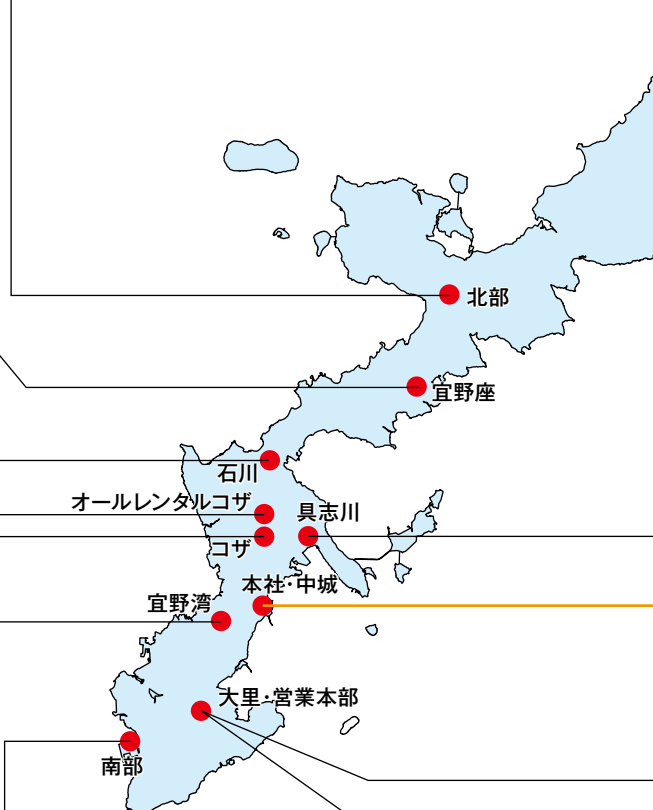 北部
宜野座
石川
オールレンタルコザ
具志川
コザ
本社・中城
宜野湾
大里・営業本部
南部